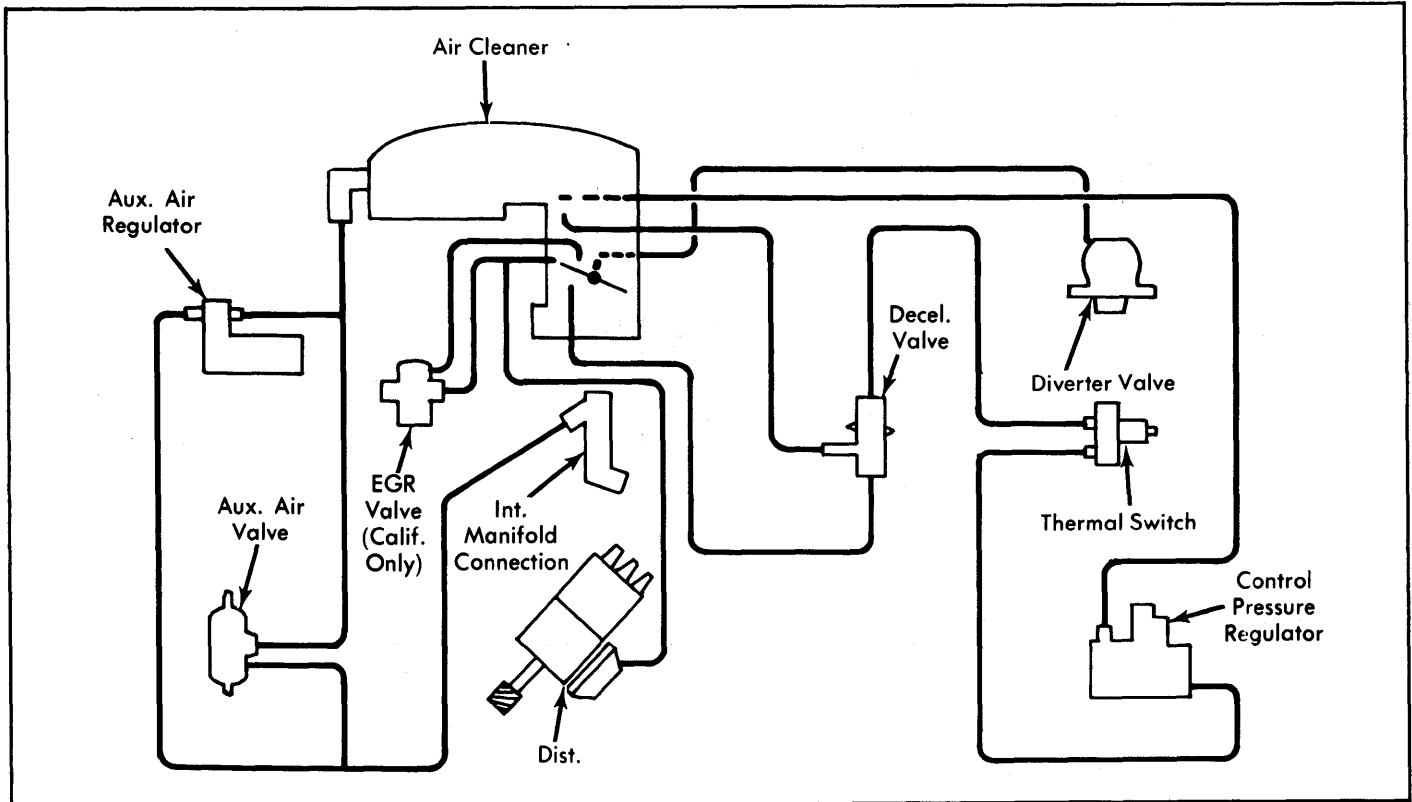 Air Cleaner
Aux. Air
Regulator
Decel.
Valve
Diverter Valve
EGR
Valve
(Calif.
Only)
Int.
Manifold
Connection
Aux. Air
Valve
Thermal Switch
Control
Pressure
Regulator
Dist.